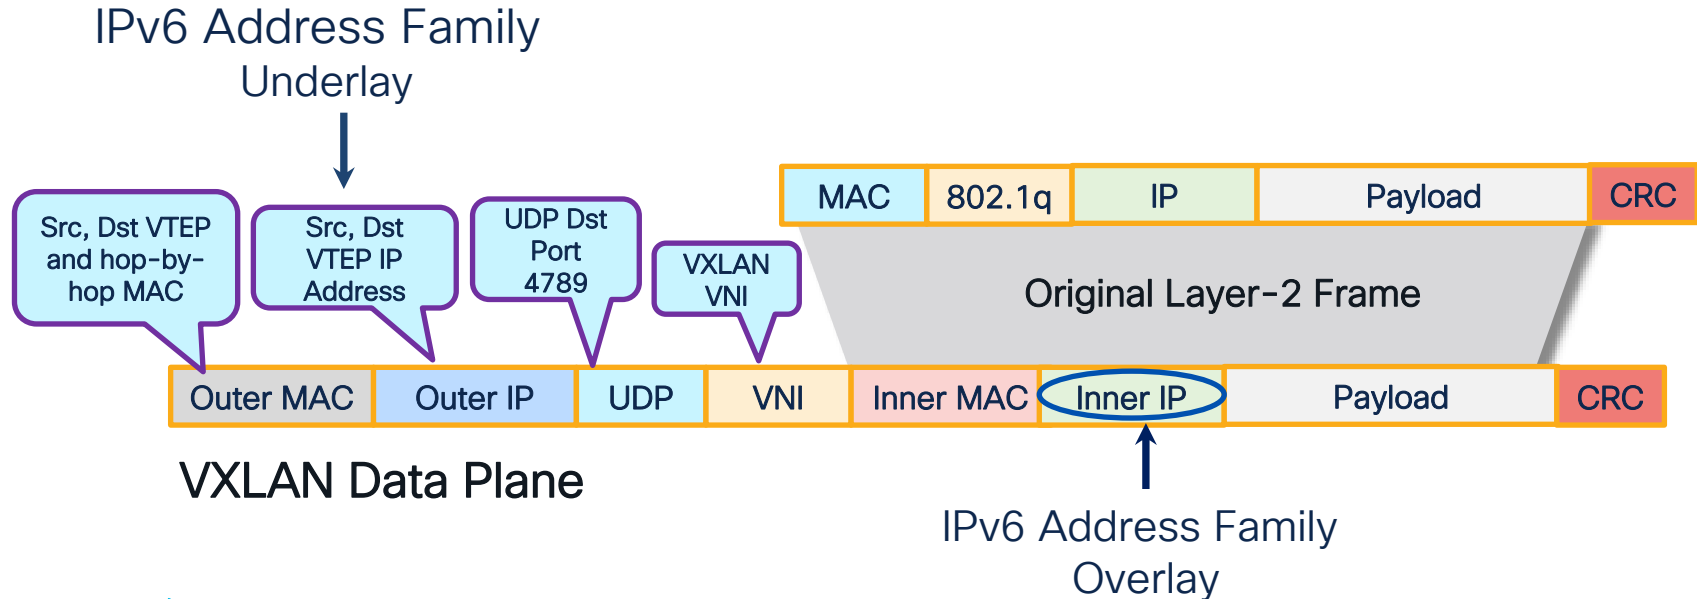 IPv6 Address Family
Underlay
Src, Dst VTEP
and hop-by-
hop MAC
Src, Dst
VTEP IP
Address
UDP Dst
Port
4789
VXLAN
VNI
MAC
802.1q
IP
Payload
CRC
Original Layer-2 Frame
Outer MAC
Outer IP
UDP
VNI
Inner MAC
Inner IP
Payload
CRC
VXLAN Data Plane
IPv6 Address Family
Overlay